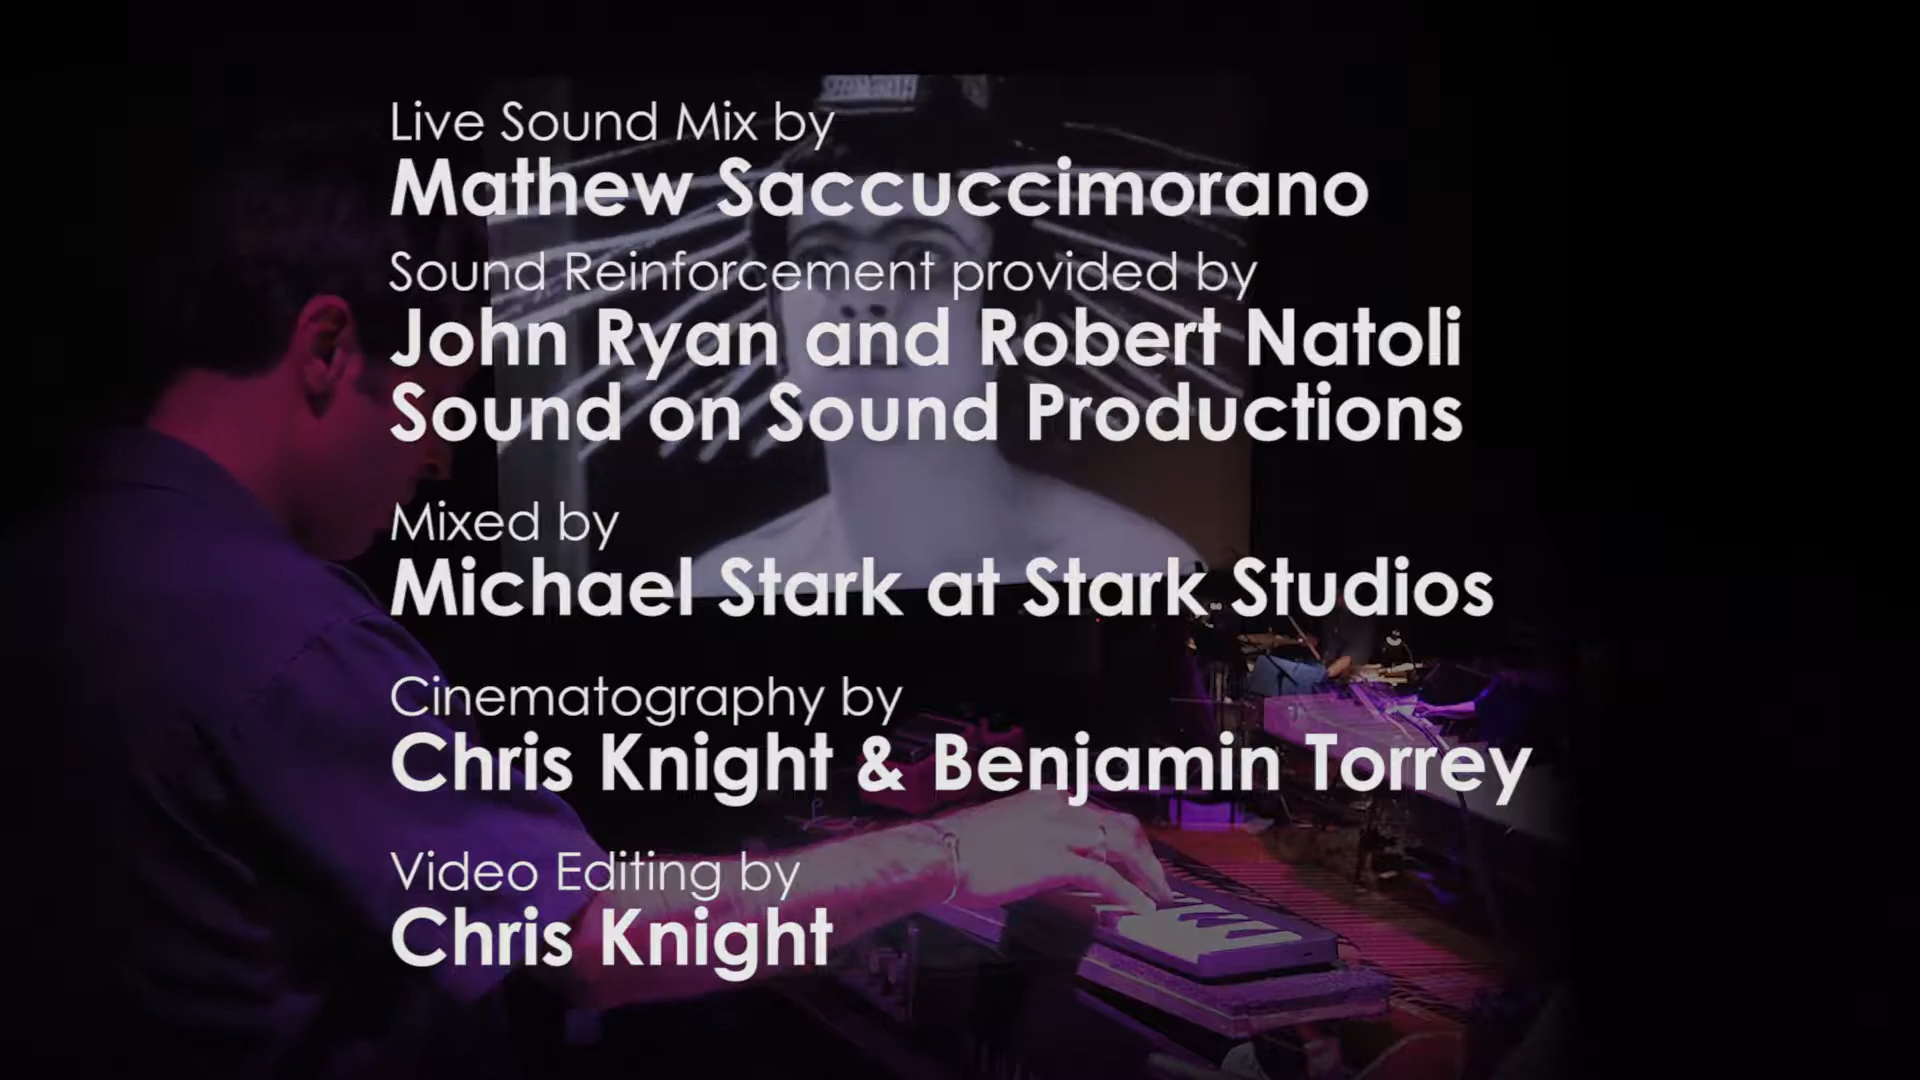 Live Sound Mix by
Mathew Saccuccimorano
Sound Reinforcement provided by
John Ryan and Robert Natoli
Sound on Sound Productions
Mixed by
Michael Stark at Stark Studios
Cinematography by
Chris Knight & Benjamin Torrey
Video Editing by
Chris Knight